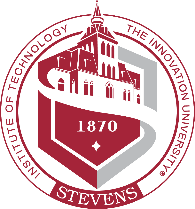 INSTITUTE OF TECHNOLOGY
THE INNOVATION UNIVERSITY®
1870
STEVENS